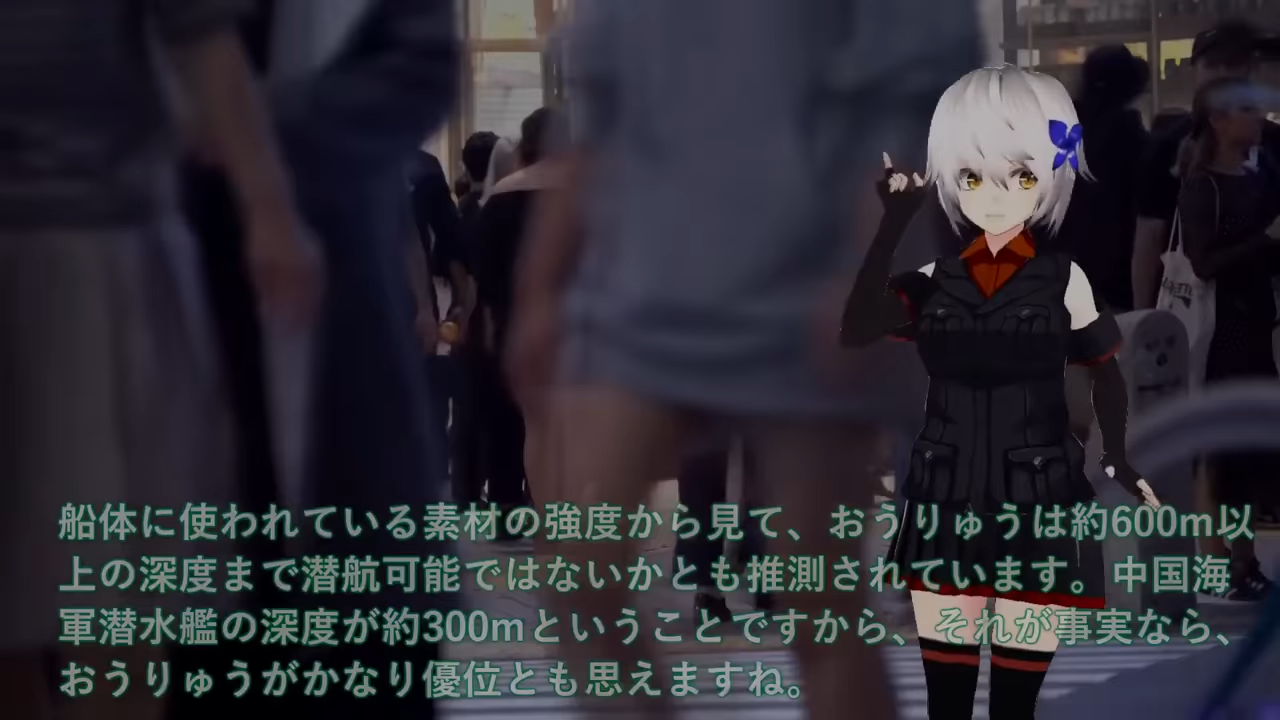 船体に使われている素材の強度から見て、おうりゅうは約600m以
上の深度まで潜航可能ではないかとも推測されています。中国海
軍潜水艦の深度が約300mということですから、それが事実なら、
おうりゅうがかなり優位とも思えますね。